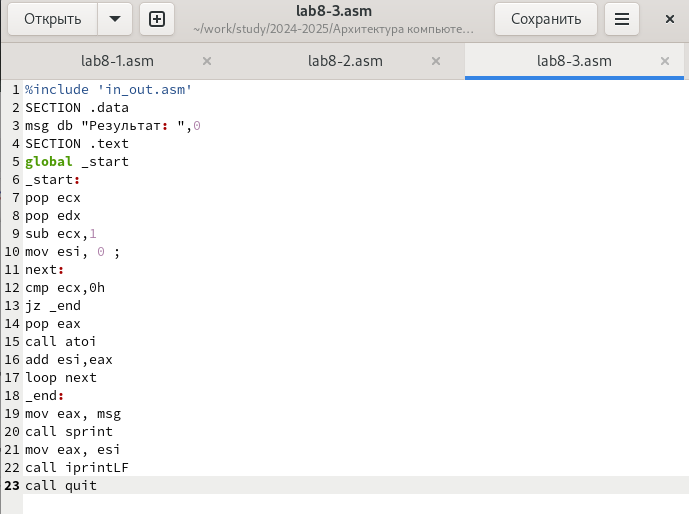 Открыть
lab8-3.asm
~/work/study/2024-2025/Архитектура компьюте...
Сохранить
lab8-1.asm
lab8-2.asm
lab8-3.asm
1 %include 'in_out.asm'
2 SECTION .data
3 msg db "Результат: ",0
4 SECTION .text
5 global _start
6 _start:
7 pop ecx
8 pop edx
9 sub ecx,1
10 mov esi, 0 ;
11 next:
12 cmp ecx,0h
13 jz _end
14 pop eax
15 call atoi
16 add esi,eax
17 loop next
18 _end:
19 mov eax, msg
20 call sprint
21 mov eax, esi
22 call iprintLF
23 call quit